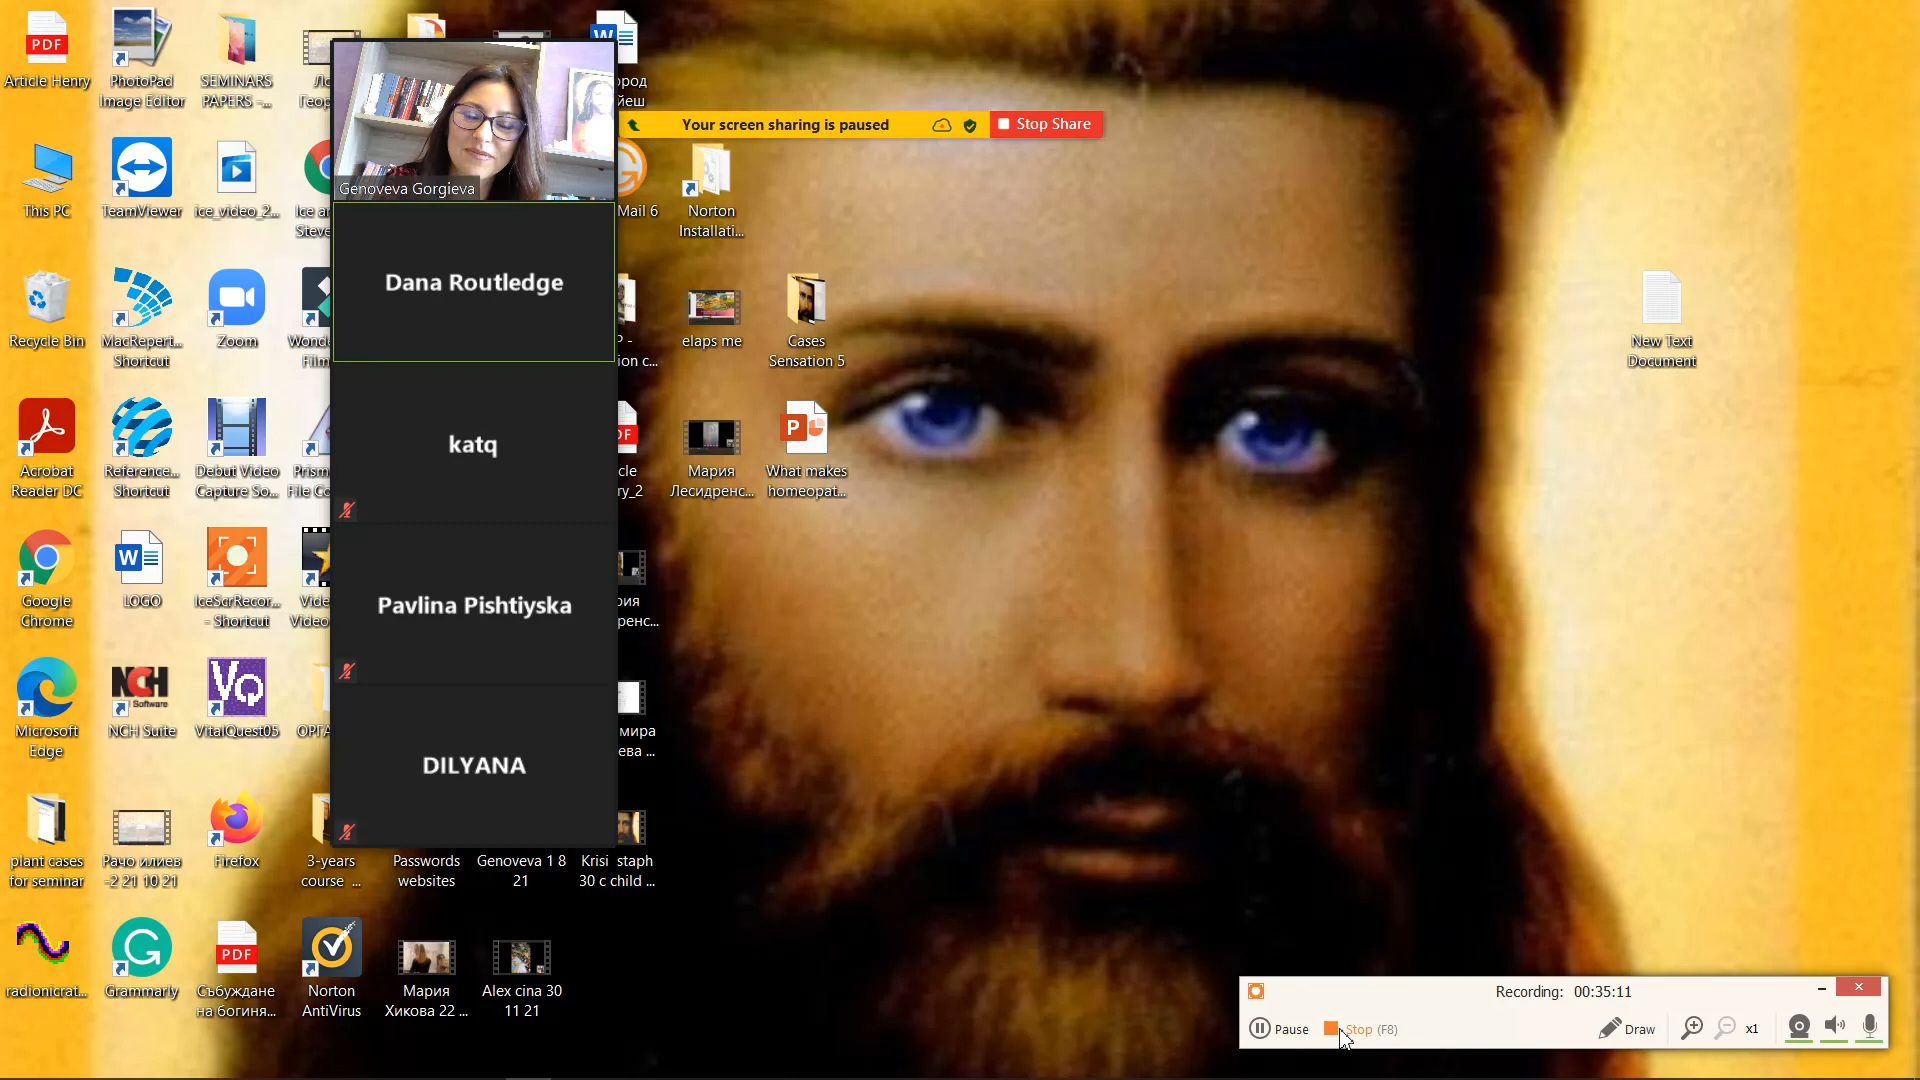 Article Henry
PhotoPad
Image Editor
SEMINARS
PAPERS -...
Genoveva Gorgieva
Your screen sharing is paused
Stop Share
This PC
TeamViewer
ice_video_2...
Steve
Mail 6
Norton
Installati...
Dana Routledge
Recycle Bin
MacRepert...
Shortcut
Zoom
elaps me
Cases
Sensation 5
New Text
Document
katq
Acrobat
Reader DC
Reference...
Shortcut
Debut Video
Capture So...
Мария
Лесидренс...
What makes
homeopat...
Google
Chrome
LOGO
IceScrRecor...
- Shortcut
Pavlina Pishtiyska
Microsoft
Edge
NCH Suite
NCH
Software
VitalQuest05
VQ
DILYANA
plant cases
for seminar
Рачо илиев
-2 21 10 21
Firefox
3-years
course ...
Passwords
websites
Genoveva 1 8
21
Krisi staph
30 c child ...
radionicrat...
Grammarly
PDF
Събуждане
на богиня...
Norton
AntiVirus
Мария
Хикова 22 ...
Alex cina 30
11 21
Recording: 00:35:11
Pause
Stop (F8)
Draw
x1